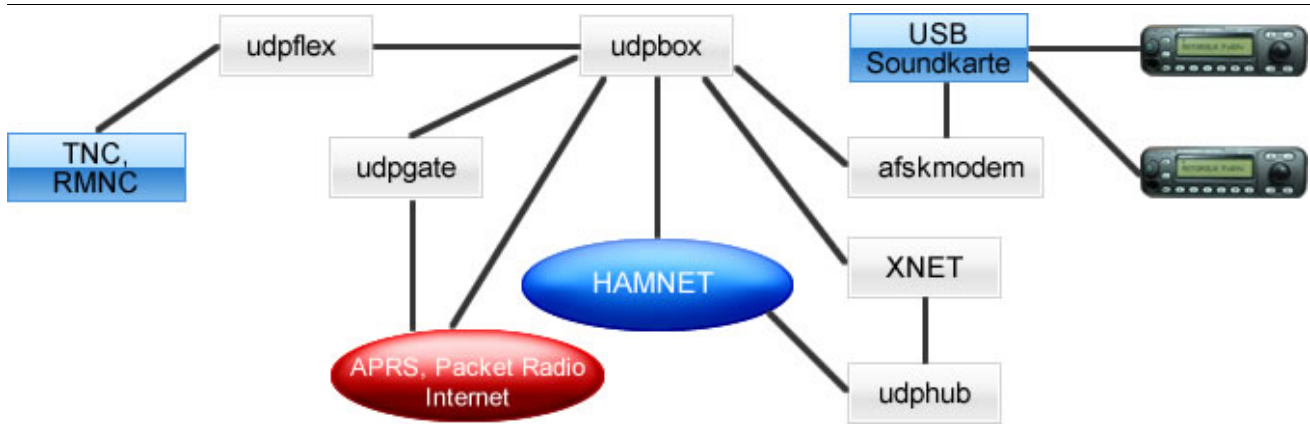 udpflex
udpbox
USB
Soundkarte
TNC,
RMNC
udpgate
afskmodem
HAMNET
XNET
APRS, Packet Radio
Internet
udphub